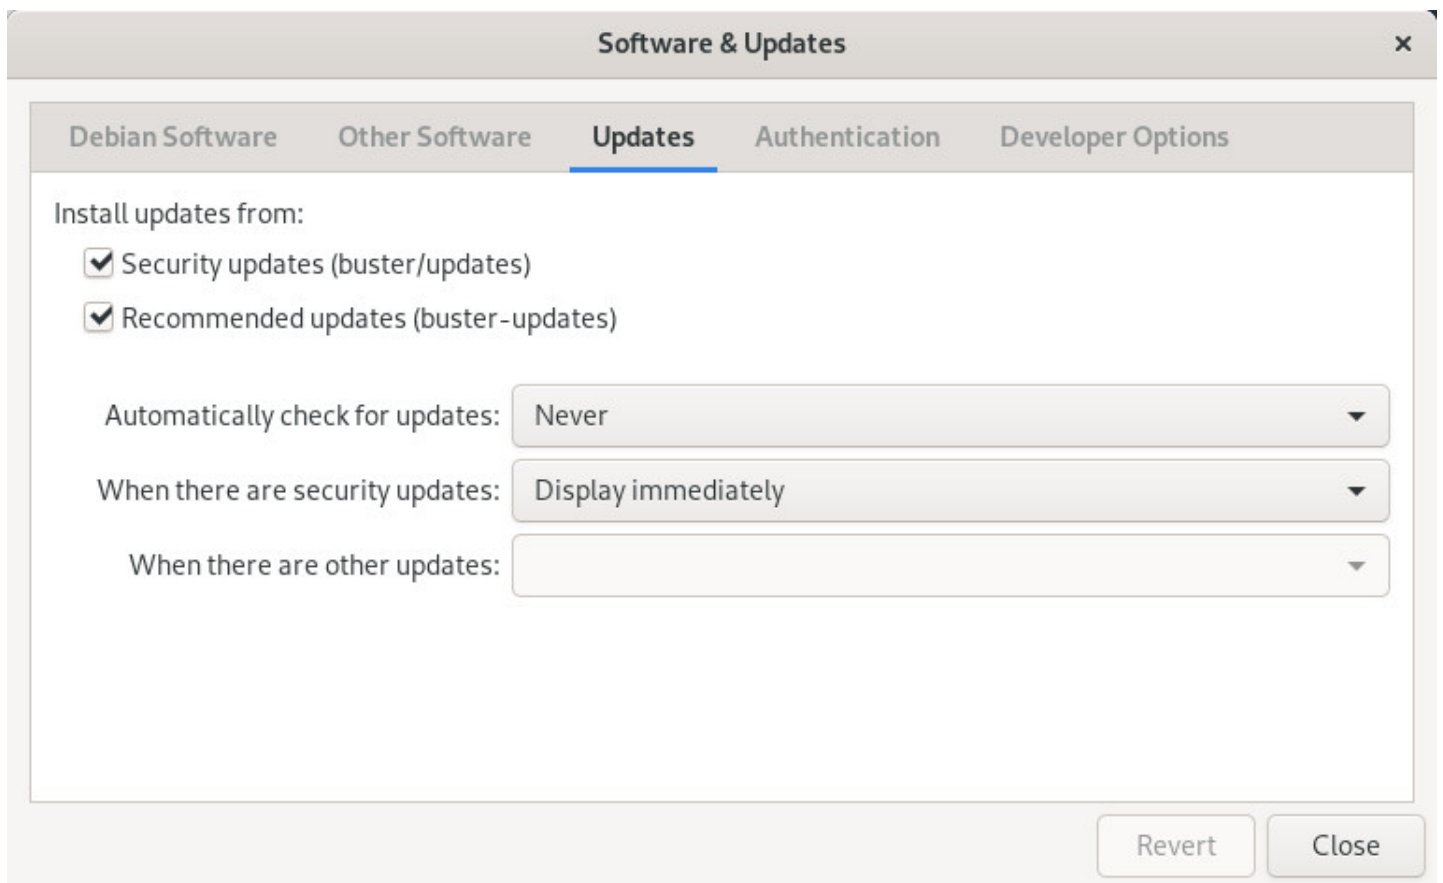 Software & Updates
Debian Software Other Software Updates Authentication Developer Options
Install updates from:
Security updates (buster/updates)
Recommended updates (buster-updates)
Automatically check for updates: Never
When there are security updates: Display immediately
When there are other updates:
Revert Close